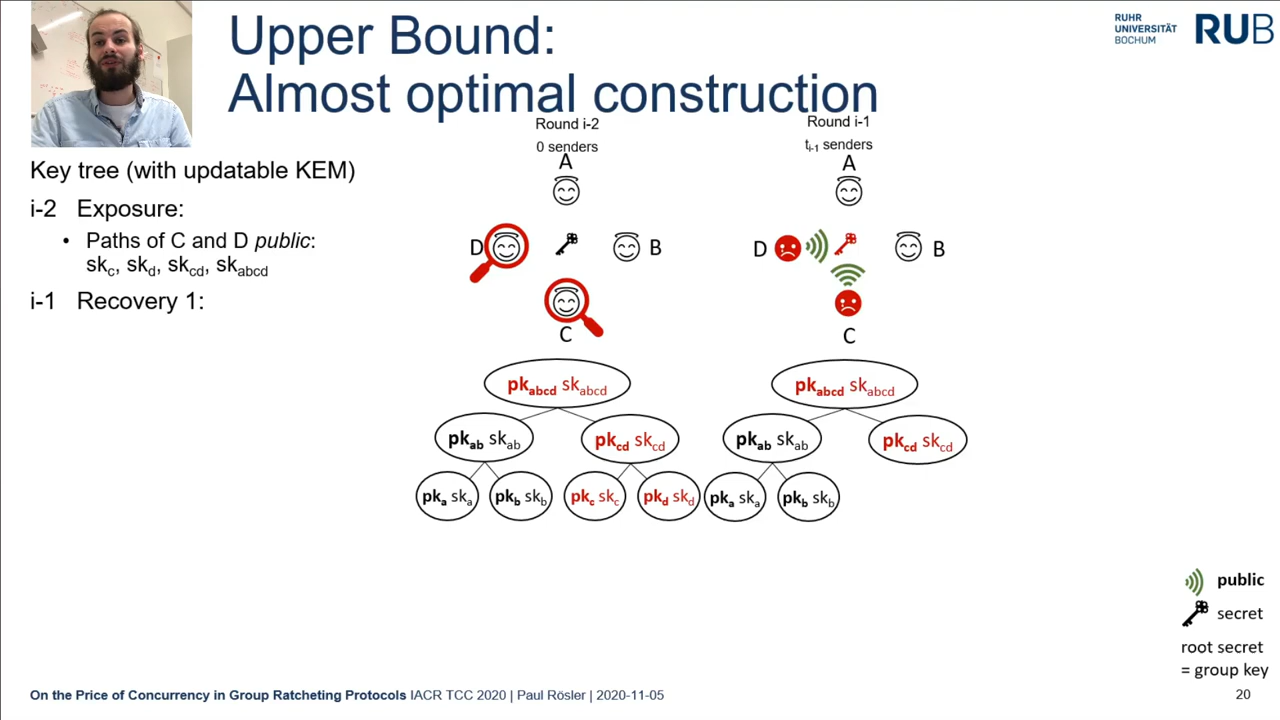 Upper Bound:
Almost optimal construction
RUHR
UNIVERSITÄT
BOCHUM
RUB
Key tree (with updatable KEM)
i-2 Exposure:
• Paths of C and D public:
skc, skd, skcd, skabcd
i-1 Recovery 1:
Round i-2
0 senders
A
D
B
C
pkabcd skabcd
pkab skab
pkcd skcd
pka ska
pkb skb
pkc skc
pkd skd
Round i-1
ti-1 senders
A
D
B
C
pkabcd skabcd
pkab skab
pkcd skcd
pka ska
pkb skb
public
secret
root secret
= group key
On the Price of Concurrency in Group Ratcheting Protocols IACR TCC 2020 | Paul Rösler | 2020-11-05
20